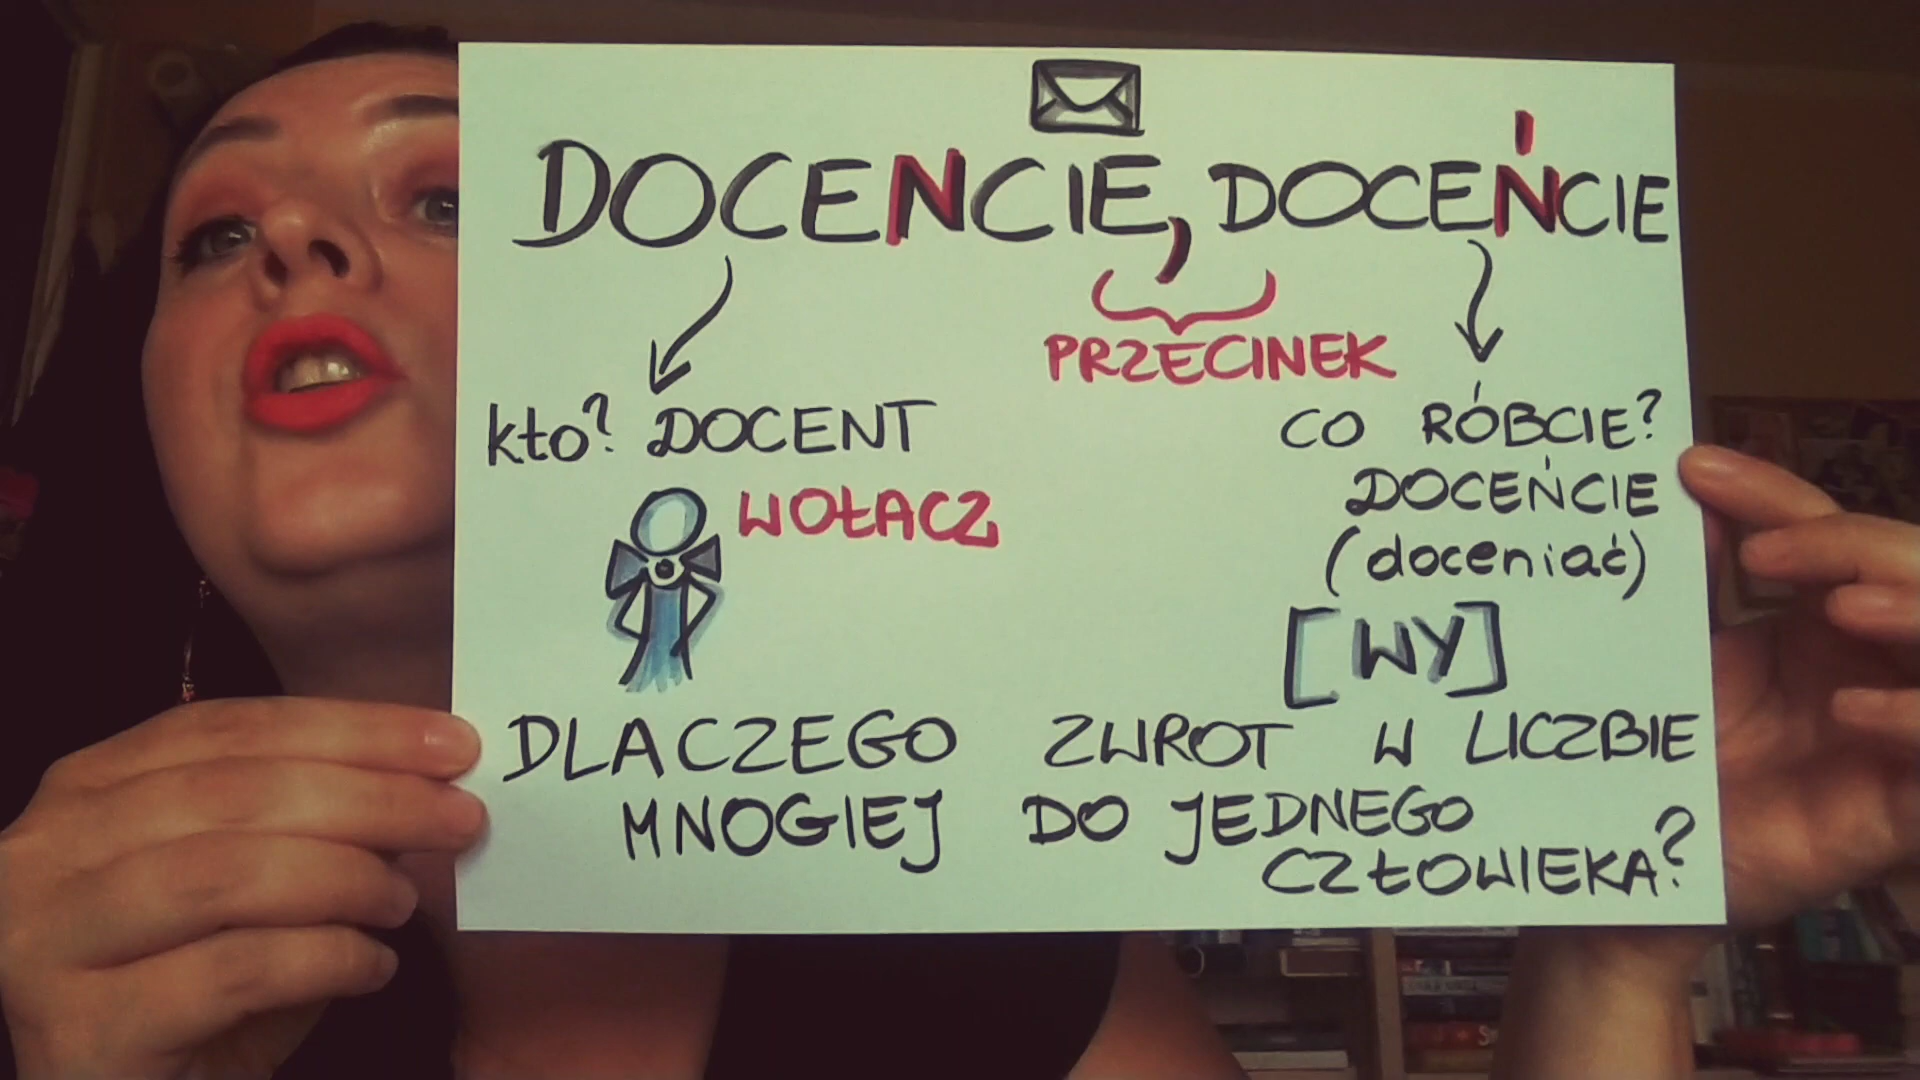 DOCENCIE, DOCEŃCIE
PRZECINEK
kto? DOCENT
WOŁACZ
CO RÓBCIE?
DOCEŃCIE
(doceniać)
[WY]
DLACZEGO ZWROT W LICZBIE
MNOGIEJ DO JEDNEGO
CZŁOWIEKA?